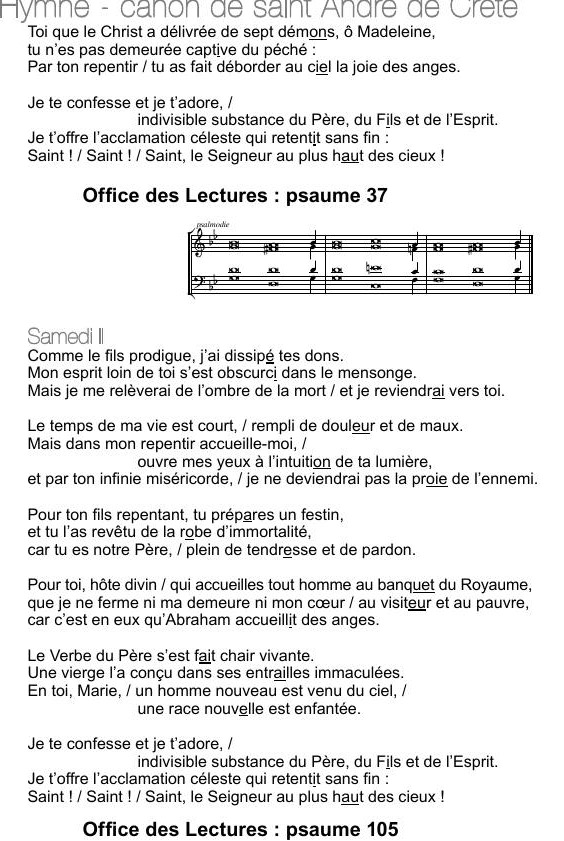 Hymne - canon de saint André de Crète
Toi que le Christ a délivrée de sept démons, ô Madeleine,
tu n'es pas demeurée captive du péché :
Par ton repentir / tu as fait déborder au ciel la joie des anges.
Je te confesse et je t'adore, /
indivisible substance du Père, du Fils et de l'Esprit.
Je t'offre l'acclamation céleste qui retentit sans fin :
Saint ! / Saint ! / Saint, le Seigneur au plus haut des cieux !
Office des Lectures : psaume 37
psalmodie
Samedi II
Comme le fils prodigue, j'ai dissipé tes dons.
Mon esprit loin de toi s'est obscurci dans le mensonge.
Mais je me relèverai de l'ombre de la mort / et je reviendrai vers toi.
Le temps de ma vie est court, / rempli de douleur et de maux.
Mais dans mon repentir accueille-moi, /
ouvre mes yeux à l'intuition de ta lumière,
et par ton infinie miséricorde, / je ne deviendrai pas la proie de l'ennemi.
Pour ton fils repentant, tu prépares un festin,
et tu l'as revêtu de la robe d'immortalité,
car tu es notre Père, / plein de tendresse et de pardon.
Pour toi, hôte divin / qui accueilles tout homme au banquet du Royaume,
que je ne ferme ni ma demeure ni mon cœur / au visiteur et au pauvre,
car c'est en eux qu'Abraham accueillit des anges.
Le Verbe du Père s'est fait chair vivante.
Une vierge l'a conçu dans ses entrailles immaculées.
En toi, Marie, / un homme nouveau est venu du ciel, /
une race nouvelle est enfantée.
Je te confesse et je t'adore, /
indivisible substance du Père, du Fils et de l'Esprit.
Je t'offre l'acclamation céleste qui retentit sans fin :
Saint ! / Saint ! / Saint, le Seigneur au plus haut des cieux !
Office des Lectures : psaume 105